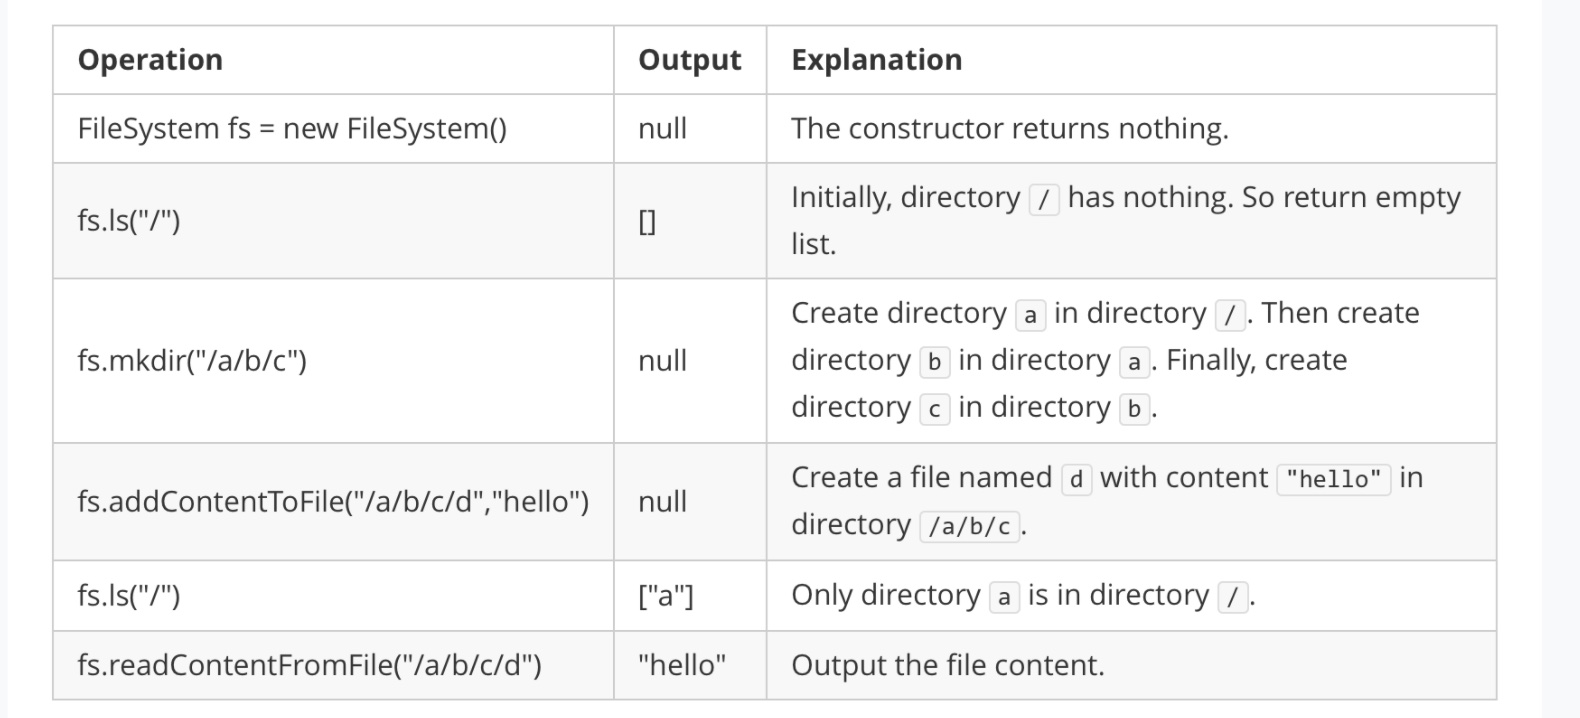 Operation Output Explanation
FileSystem fs = new FileSystem() null The constructor returns nothing.
fs.ls("/") [] Initially, directory / has nothing. So return empty
list.
fs.mkdir("/a/b/c") null Create directory a in directory /. Then create
directory b in directory a. Finally, create
directory c in directory b.
fs.addContentToFile("/a/b/c/d","hello") null Create a file named d with content "hello" in
directory /a/b/c.
fs.ls("/") ["a"] Only directory a is in directory /.
fs.readContentFromFile("/a/b/c/d") "hello" Output the file content.